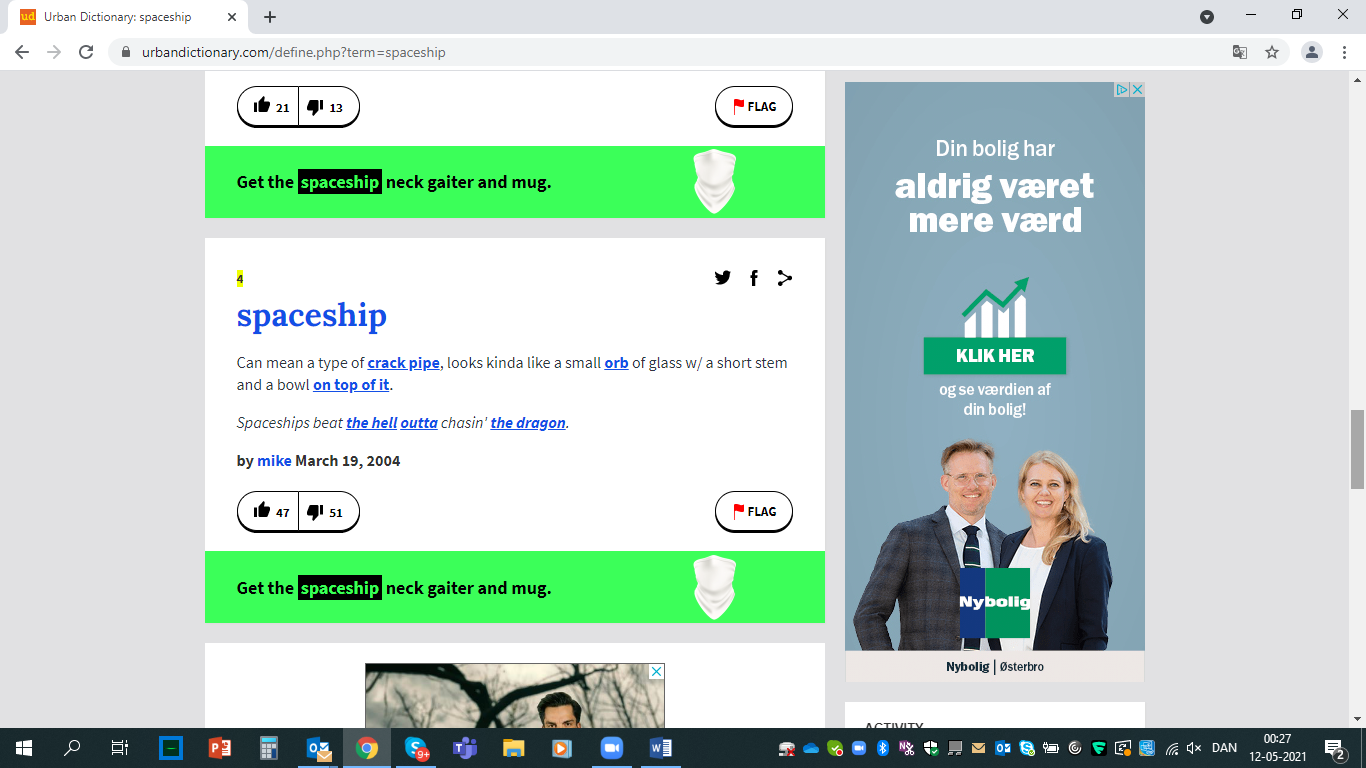 Urban Dictionary: spaceship
urbandictionary.com/define.php?term=spaceship
21
13
FLAG
Get the spaceship neck gaiter and mug.
4
spaceship
Can mean a type of crack pipe, looks kinda like a small orb of glass w/ a short stem
and a bowl on top of it.
Spaceships beat the hell outta chasin' the dragon.
by mike March 19, 2004
47
51
FLAG
Get the spaceship neck gaiter and mug.
Din bolig har
aldrig været
mere værd
KLIK HER
og se værdien af
din bolig!
Nybolig
Nybolig | Østerbro
ACTIVITY
9+
DAN
00:27
12-05-2021
2